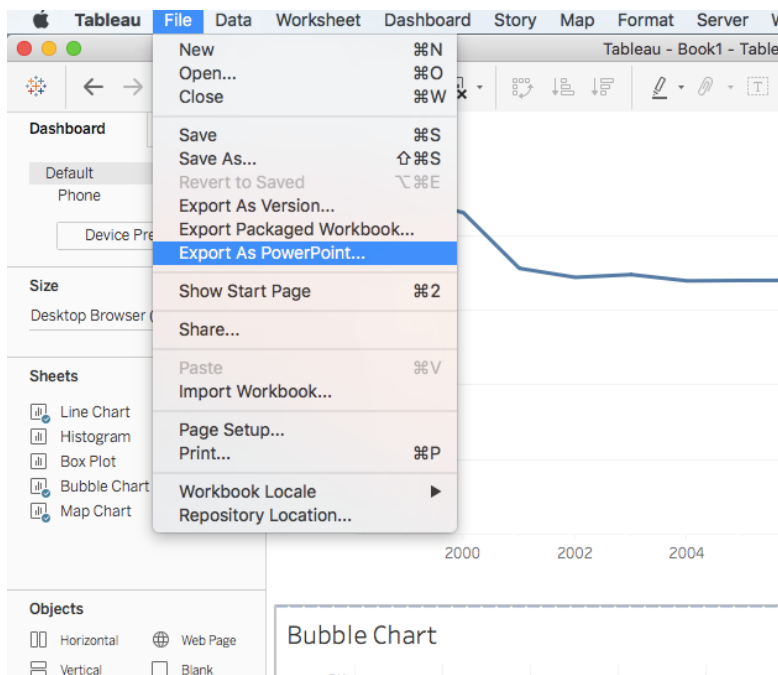 Tableau File Data Worksheet Dashboard Story Map Format Server
Tableau - Book1 - Table
New ⌘N
Open... ⌘O
Close ⌘W
Dashboard
Save ⌘S
Save As... ⇧⌘S
Default
Revert to Saved ⌥⌘E
Phone
Export As Version...
Export Packaged Workbook...
Device Pre
Export As PowerPoint...
Size
Show Start Page ⌘2
Desktop Browser (
Share...
Sheets
Paste ⌘V
Import Workbook...
Line Chart
Page Setup...
Histogram
Print... ⌘P
Box Plot
Bubble Chart
Workbook Locale
Map Chart
Repository Location...
2000 2002 2004
Objects
Horizontal Web Page
Bubble Chart
Vertical Blank